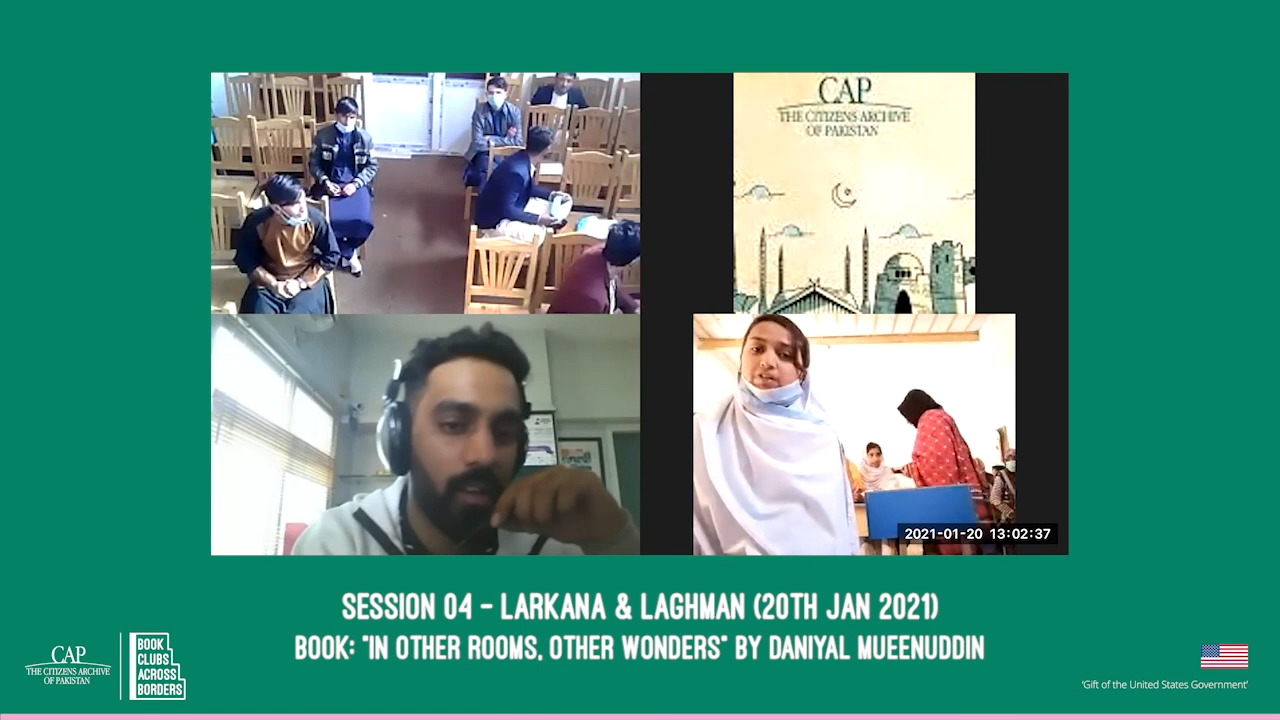 CAP
THE CITIZENS ARCHIVE
OF PAKISTAN
2021-01-20 13:02:37
SESSION 04 - LARKANA & LAGHMAN (20TH JAN 2021)
BOOK: "IN OTHER ROOMS, OTHER WONDERS" BY DANIYAL MUEENUDDIN
CAP
THE CITIZENS ARCHIVE
OF PAKISTAN
BOOK
CLUBS
ACROSS
BORDERS
'Gift of the United States Government'